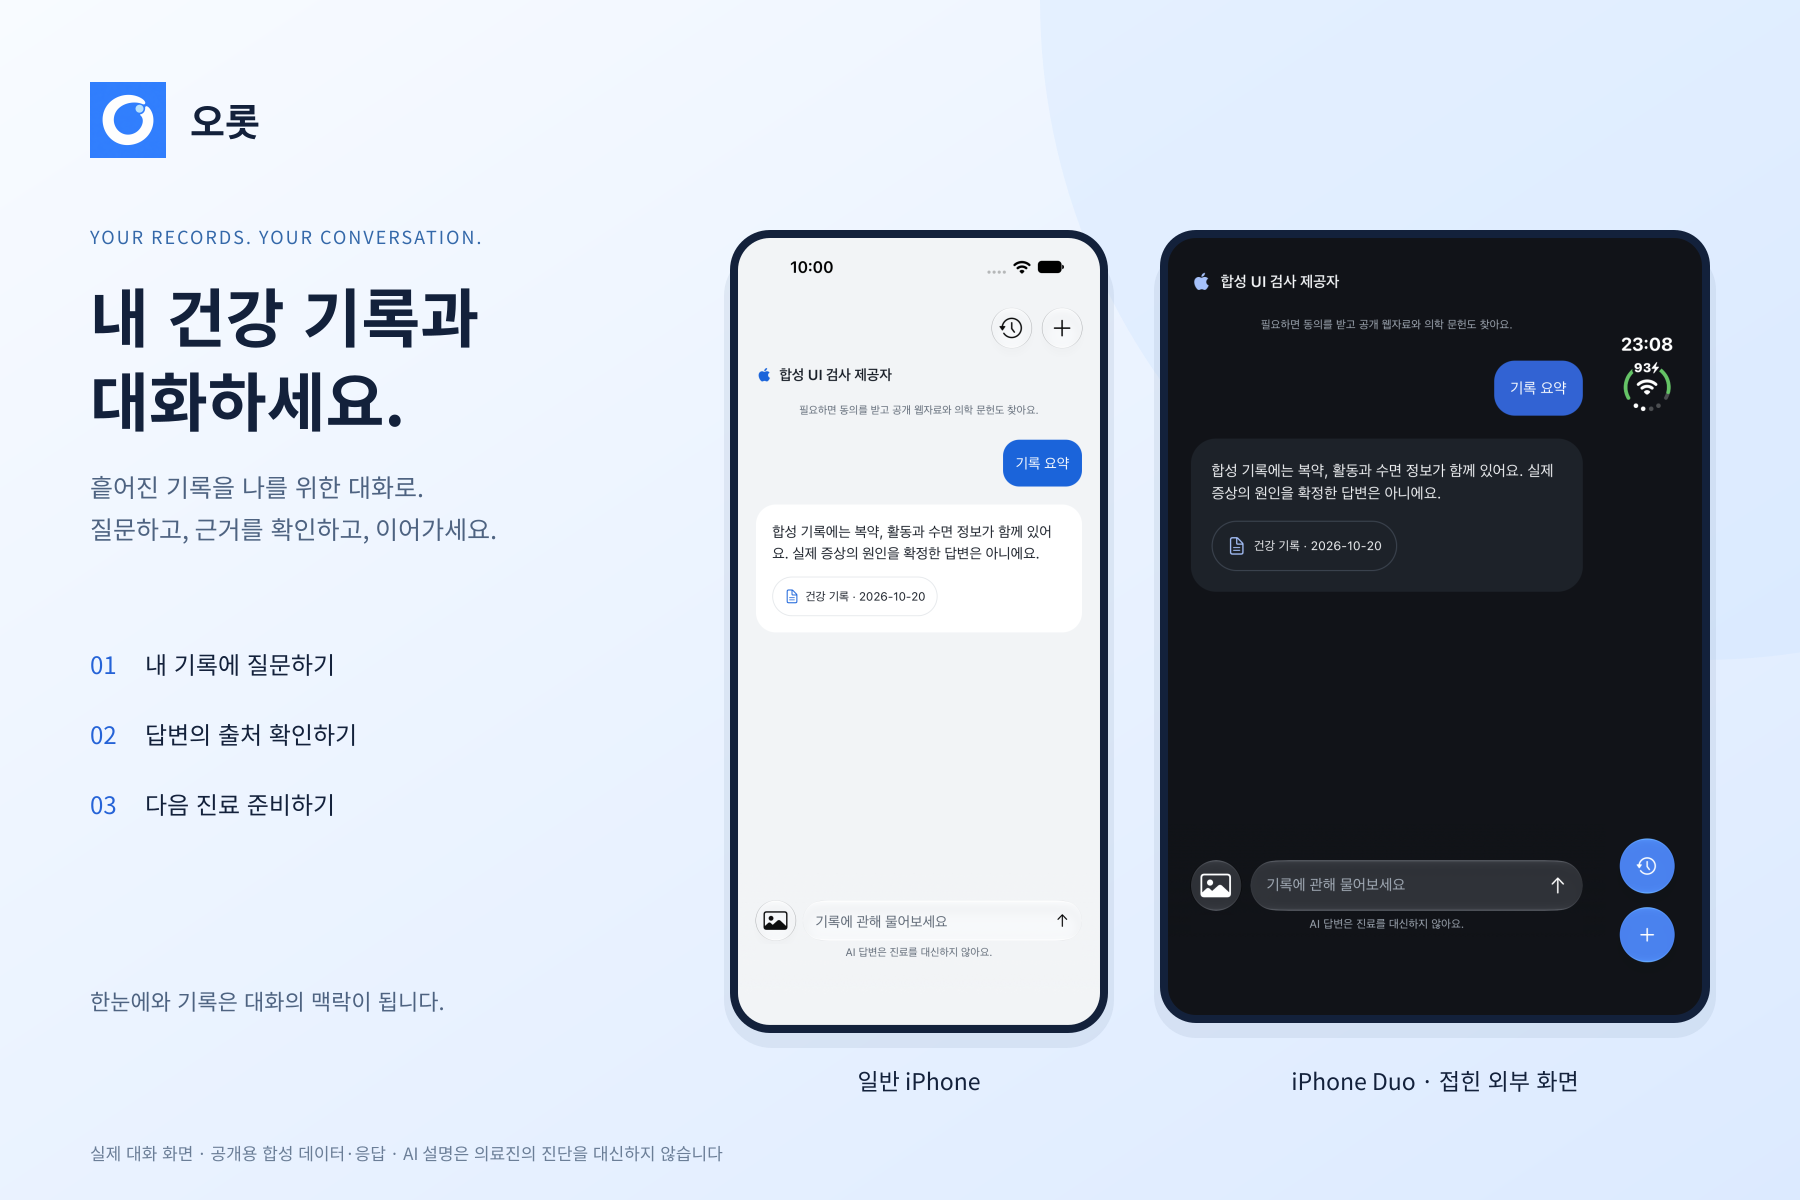 오롯
YOUR RECORDS. YOUR CONVERSATION.
내 건강 기록과
대화하세요.
흩어진 기록을 나를 위한 대화로.
질문하고, 근거를 확인하고, 이어가세요.
01 내 기록에 질문하기
02 답변의 출처 확인하기
03 다음 진료 준비하기
한눈에와 기록은 대화의 맥락이 됩니다.
10:00
합성 UI 검사 제공자
필요하면 동의를 받고 공개 웹자료와 의학 문헌도 찾아요.
기록 요약
합성 기록에는 복약, 활동과 수면 정보가 함께 있어
요. 실제 증상의 원인을 확정한 답변은 아니에요.
건강 기록 · 2026-10-20
기록에 관해 물어보세요
AI 답변은 진료를 대신하지 않아요.
일반 iPhone
합성 UI 검사 제공자
필요하면 동의를 받고 공개 웹자료와 의학 문헌도 찾아요.
23:08
93
기록 요약
합성 기록에는 복약, 활동과 수면 정보가 함께 있어요. 실제
증상의 원인을 확정한 답변은 아니에요.
건강 기록 · 2026-10-20
기록에 관해 물어보세요
AI 답변은 진료를 대신하지 않아요.
iPhone Duo · 접힌 외부 화면
실제 대화 화면 · 공개용 합성 데이터·응답 · AI 설명은 의료진의 진단을 대신하지 않습니다